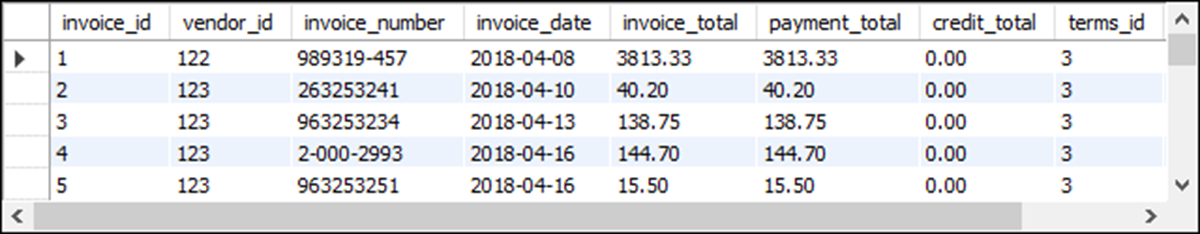 invoice_id vendor_id invoice_number invoice_date invoice_total payment_total credit_total terms_id
1 122 989319-457 2018-04-08 3813.33 3813.33 0.00 3
2 123 263253241 2018-04-10 40.20 40.20 0.00 3
3 123 963253234 2018-04-13 138.75 138.75 0.00 3
4 123 2-000-2993 2018-04-16 144.70 144.70 0.00 3
5 123 963253251 2018-04-16 15.50 15.50 0.00 3